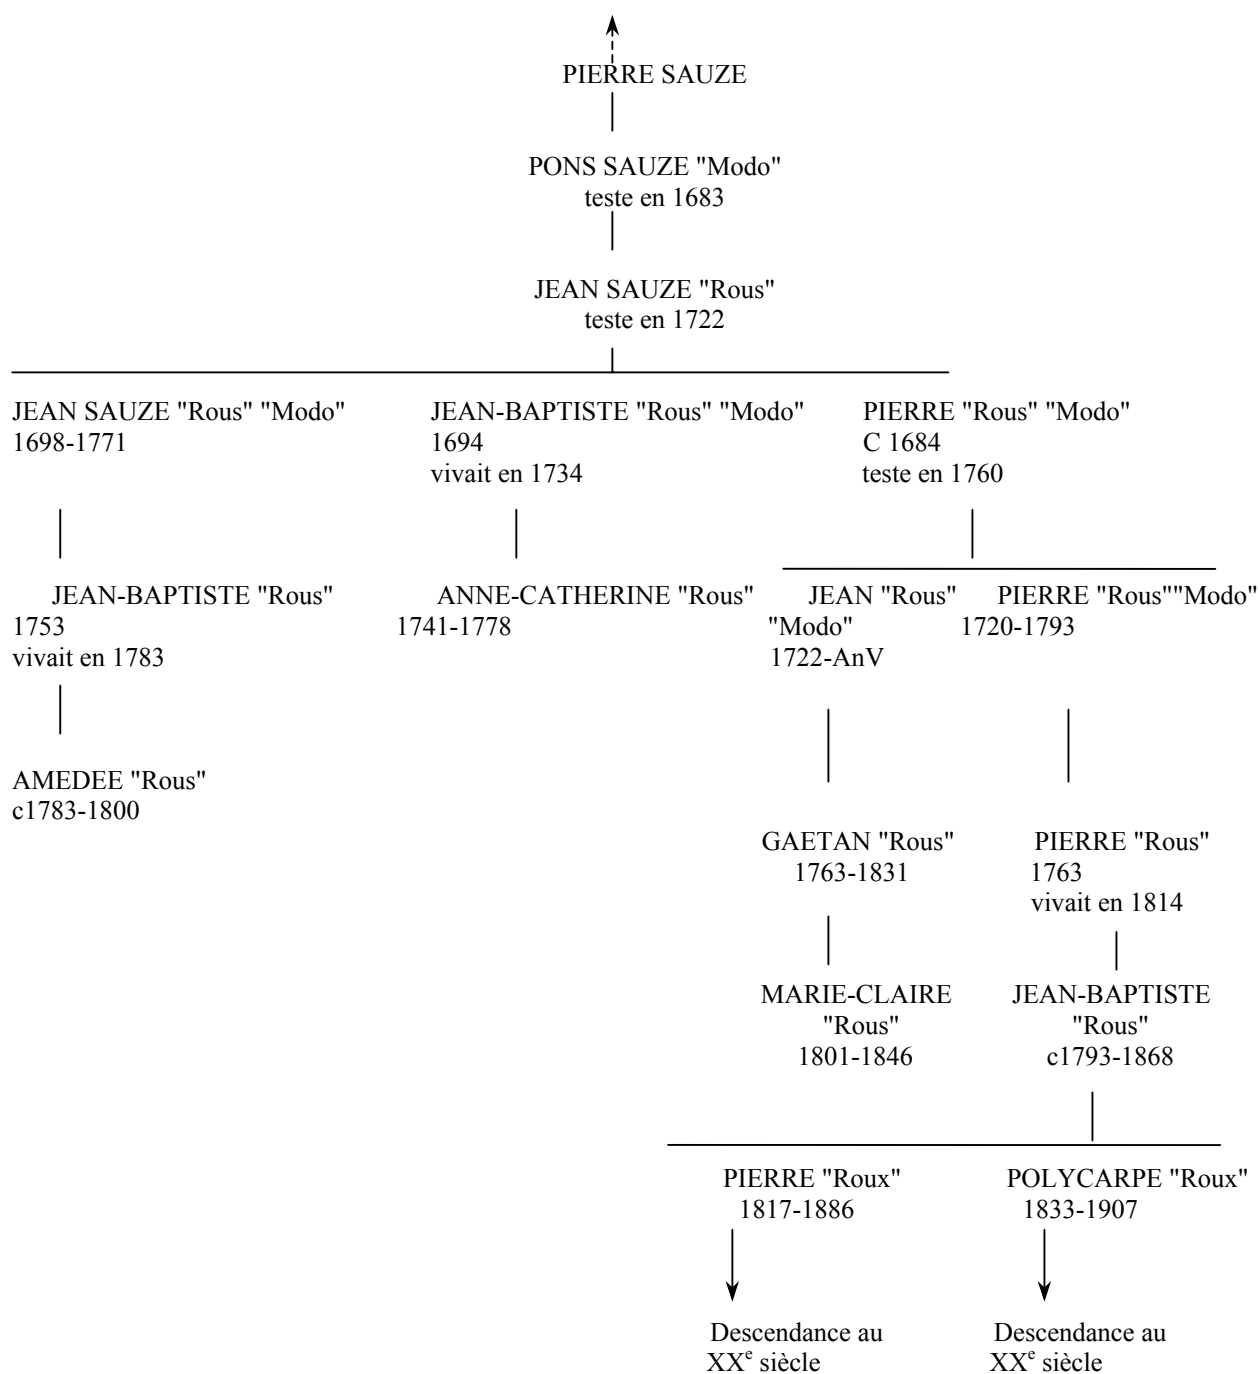 PIERRE SAUZE
PONS SAUZE "Modo"
teste en 1683
JEAN SAUZE "Rous"
teste en 1722
JEAN SAUZE "Rous" "Modo"
1698-1771
JEAN-BAPTISTE "Rous" "Modo"
1694
vivait en 1734
PIERRE "Rous" "Modo"
C 1684
teste en 1760
JEAN-BAPTISTE "Rous"
1753
vivait en 1783
ANNE-CATHERINE "Rous"
1741-1778
JEAN "Rous"
"Modo"
1722-AnV
PIERRE "Rous""Modo"
1720-1793
AMEDEE "Rous"
c1783-1800
GAETAN "Rous"
1763-1831
PIERRE "Rous"
1763
vivait en 1814
MARIE-CLAIRE
"Rous"
1801-1846
JEAN-BAPTISTE
"Rous"
c1793-1868
PIERRE "Roux"
1817-1886
POLYCARPE "Roux"
1833-1907
Descendance au
XXe siècle
Descendance au
XXe siècle